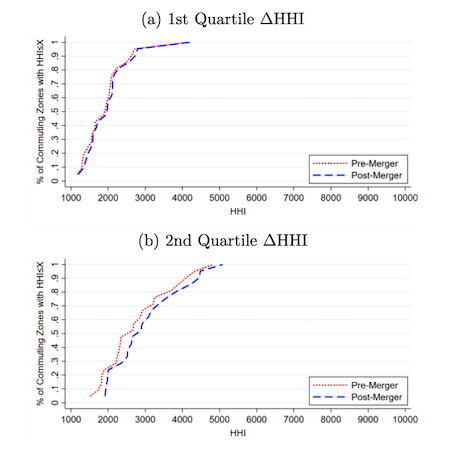 (a) 1st Quartile ΔHHI
% of Commuting Zones with HHI≤X
1
.9
.8
.7
.6
.5
.4
.3
.2
.1
0
1000 2000 3000 4000 5000 6000 7000 8000 9000 10000
HHI
Pre-Merger
Post-Merger
(b) 2nd Quartile ΔHHI
% of Commuting Zones with HHI≤X
1
.9
.8
.7
.6
.5
.4
.3
.2
.1
0
1000 2000 3000 4000 5000 6000 7000 8000 9000 10000
HHI
Pre-Merger
Post-Merger